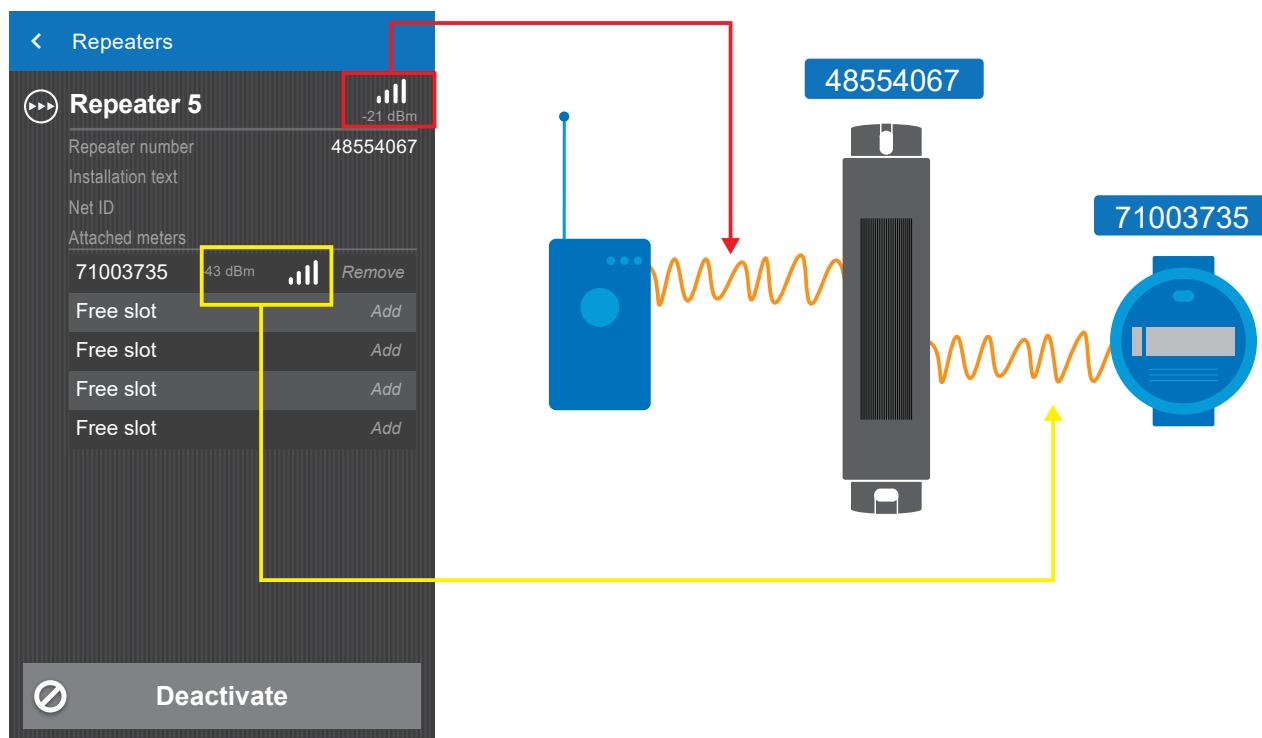 Repeaters
Repeater 5
-21 dBm
Repeater number 48554067
Installation text
Net ID
Attached meters
71003735 -43 dBm Remove
Free slot Add
Free slot Add
Free slot Add
Free slot Add
Deactivate
48554067
71003735